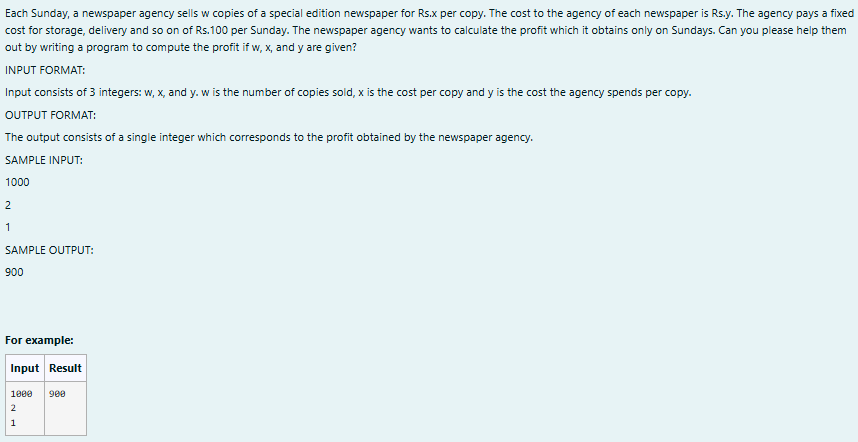 Each Sunday, a newspaper agency sells w copies of a special edition newspaper for Rs.x per copy. The cost to the agency of each newspaper is Rs.y. The agency pays a fixed
cost for storage, delivery and so on of Rs.100 per Sunday. The newspaper agency wants to calculate the profit which it obtains only on Sundays. Can you please help them
out by writing a program to compute the profit if w, x, and y are given?
INPUT FORMAT:
Input consists of 3 integers: w, x, and y. w is the number of copies sold, x is the cost per copy and y is the cost the agency spends per copy.
OUTPUT FORMAT:
The output consists of a single integer which corresponds to the profit obtained by the newspaper agency.
SAMPLE INPUT:
1000
2
1
SAMPLE OUTPUT:
900
For example:
Input Result
1000 900
2
1